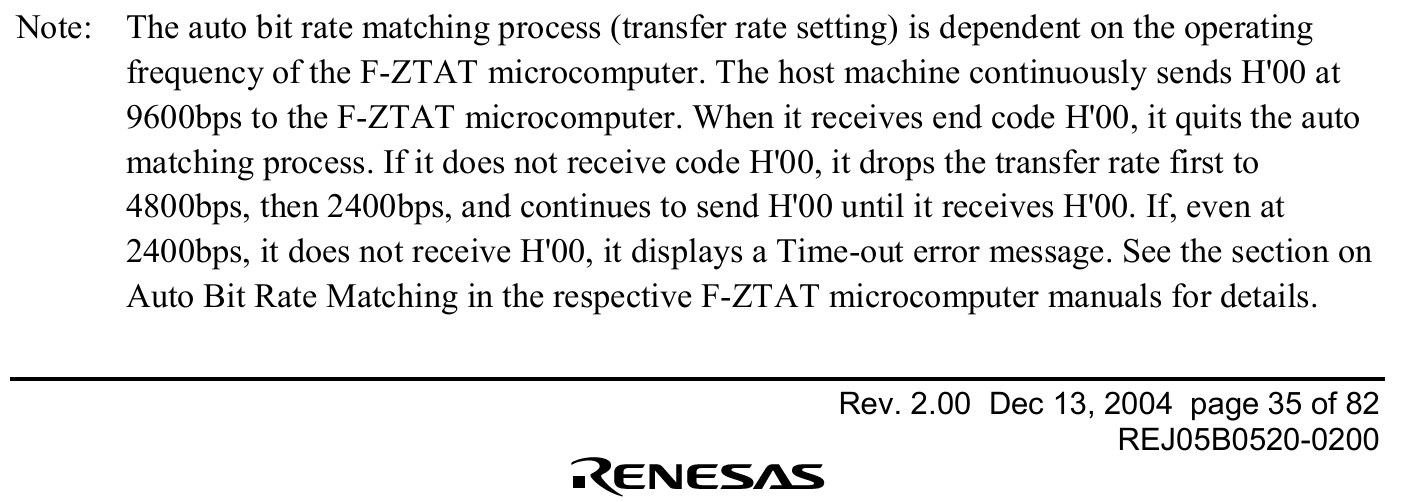 Note: The auto bit rate matching process (transfer rate setting) is dependent on the operating
frequency of the F-ZTAT microcomputer. The host machine continuously sends H'00 at
9600bps to the F-ZTAT microcomputer. When it receives end code H'00, it quits the auto
matching process. If it does not receive code H'00, it drops the transfer rate first to
4800bps, then 2400bps, and continues to send H'00 until it receives H'00. If, even at
2400bps, it does not receive H'00, it displays a Time-out error message. See the section on
Auto Bit Rate Matching in the respective F-ZTAT microcomputer manuals for details.
Rev. 2.00 Dec 13, 2004 page 35 of 82
REJ05B0520-0200
RENESAS